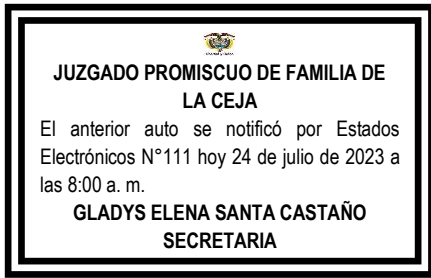 JUZGADO PROMISCUO DE FAMILIA DE
LA CEJA
El anterior auto se notificó por Estados
Electrónicos N°111 hoy 24 de julio de 2023 a
las 8:00 a. m.
GLADYS ELENA SANTA CASTAÑO
SECRETARIA